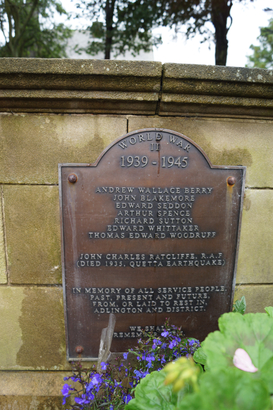 WORLD WAR
II
1939 - 1945
ANDREW WALLACE BERRY
JOHN BLAKEMORE
EDWARD SEDDON
ARTHUR SPENCE
RICHARD SUTTON
EDWARD WHITTAKER
THOMAS EDWARD WOODRUFF
JOHN CHARLES RATCLIFFE, R.A.F
(DIED 1935, QUETTA EARTHQUAKE)
IN MEMORY OF ALL SERVICE PEOPLE,
PAST, PRESENT AND FUTURE,
FROM, OR LAID TO REST IN,
ADLINGTON AND DISTRICT.
WE SHALL
REMEMBER